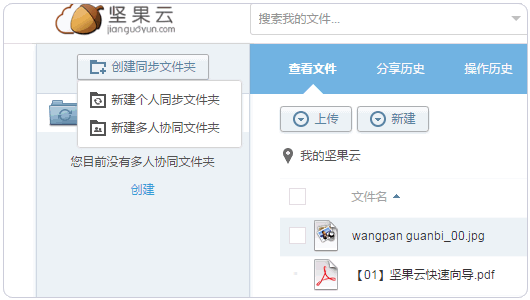 坚果云
jianguoyun.com
搜索我的文件...
创建同步文件夹
新建个人同步文件夹
新建多人协同文件夹
您目前没有多人协同文件夹
创建
查看文件
分享历史
操作历史
上传
新建
我的坚果云
文件名
wangpan guanbi_00.jpg
【01】坚果云快速向导.pdf